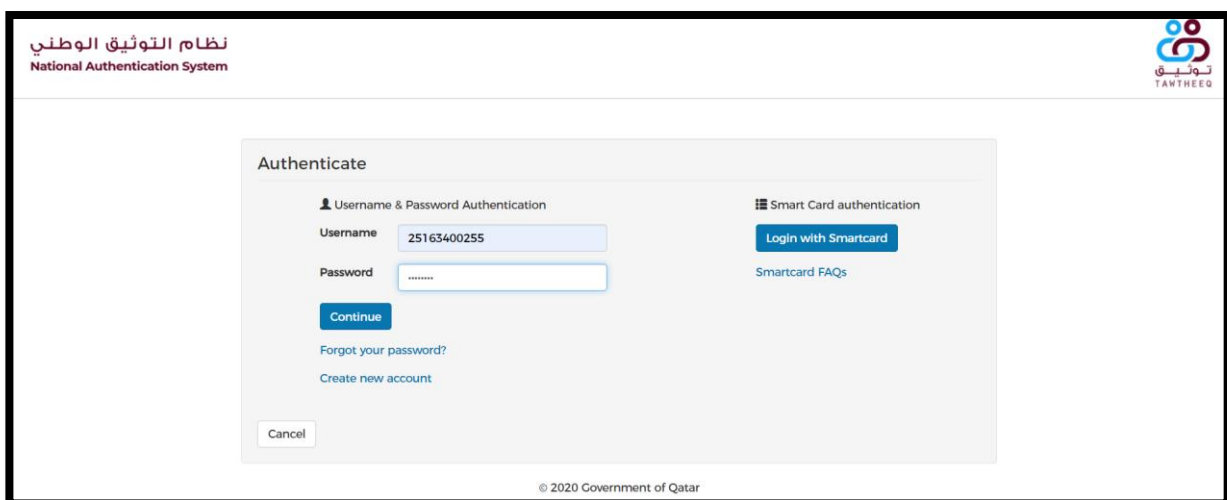 نظام التوثيق الوطني
National Authentication System
توثيق
TAWTHEEQ
Authenticate
Username & Password Authentication
Username
25163400255
Password
........
Continue
Forgot your password?
Create new account
Smart Card authentication
Login with Smartcard
Smartcard FAQs
Cancel
© 2020 Government of Qatar